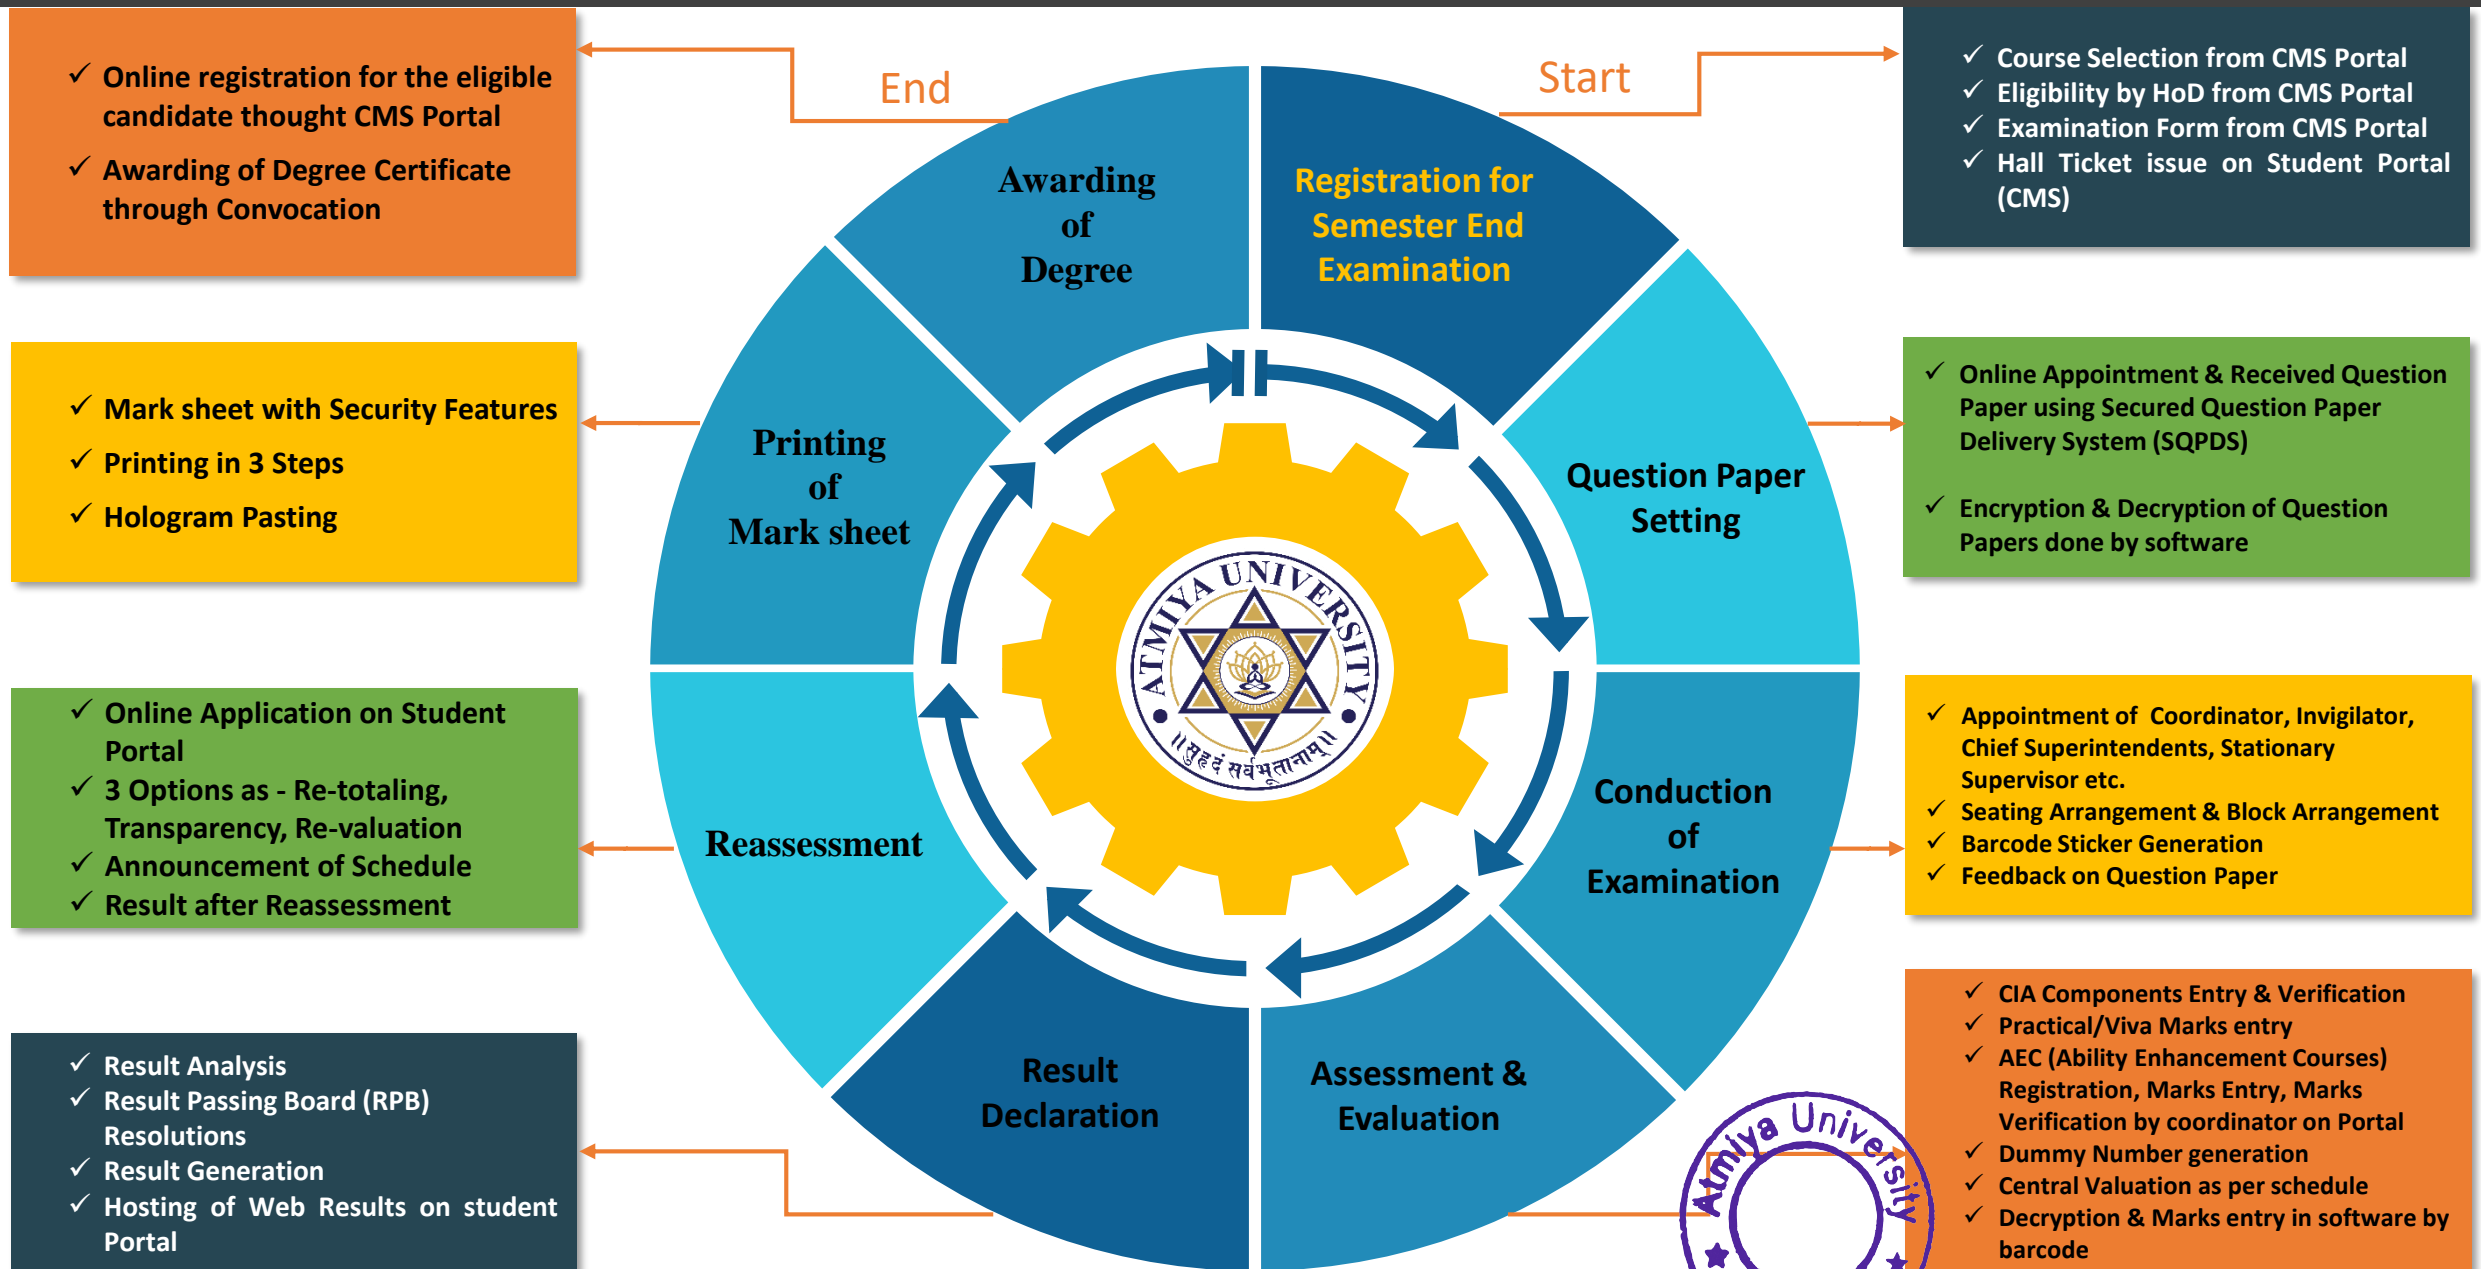 End
Start
✓ Online registration for the eligible
candidate thought CMS Portal
✓ Awarding of Degree Certificate
through Convocation
✓ Course Selection from CMS Portal
✓ Eligibility by HoD from CMS Portal
✓ Examination Form from CMS Portal
✓ Hall Ticket issue on Student Portal
(CMS)
Awarding
of
Degree
Registration for
Semester End
Examination
✓ Mark sheet with Security Features
✓ Printing in 3 Steps
✓ Hologram Pasting
Printing
of
Mark sheet
Question Paper
Setting
✓ Online Appointment & Received Question
Paper using Secured Question Paper
Delivery System (SQPDS)
✓ Encryption & Decryption of Question
Papers done by software
ATMIYA UNIVERSITY
॥सुहृदं सर्वभूतानाम्॥
✓ Online Application on Student
Portal
✓ 3 Options as - Re-totaling,
Transparency, Re-valuation
✓ Announcement of Schedule
✓ Result after Reassessment
Reassessment
Conduction
of
Examination
✓ Appointment of Coordinator, Invigilator,
Chief Superintendents, Stationary
Supervisor etc.
✓ Seating Arrangement & Block Arrangement
✓ Barcode Sticker Generation
✓ Feedback on Question Paper
✓ Result Analysis
✓ Result Passing Board (RPB)
Resolutions
✓ Result Generation
✓ Hosting of Web Results on student
Portal
Result
Declaration
Assessment &
Evaluation
✓ CIA Components Entry & Verification
✓ Practical/Viva Marks entry
✓ AEC (Ability Enhancement Courses)
Registration, Marks Entry, Marks
Verification by coordinator on Portal
✓ Dummy Number generation
✓ Central Valuation as per schedule
✓ Decryption & Marks entry in software by
barcode
Atmiya University